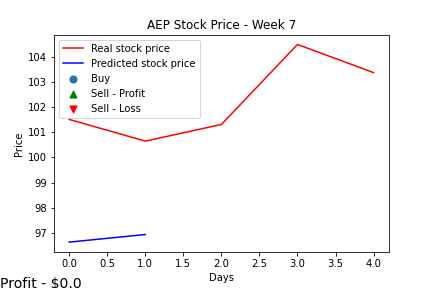 AEP Stock Price - Week 7
Real stock price
Predicted stock price
Buy
Sell - Profit
Sell - Loss
104
103
102
101
100
99
98
97
Price
0.0 0.5 1.0 1.5 2.0 2.5 3.0 3.5 4.0
Days
Profit - $0.0